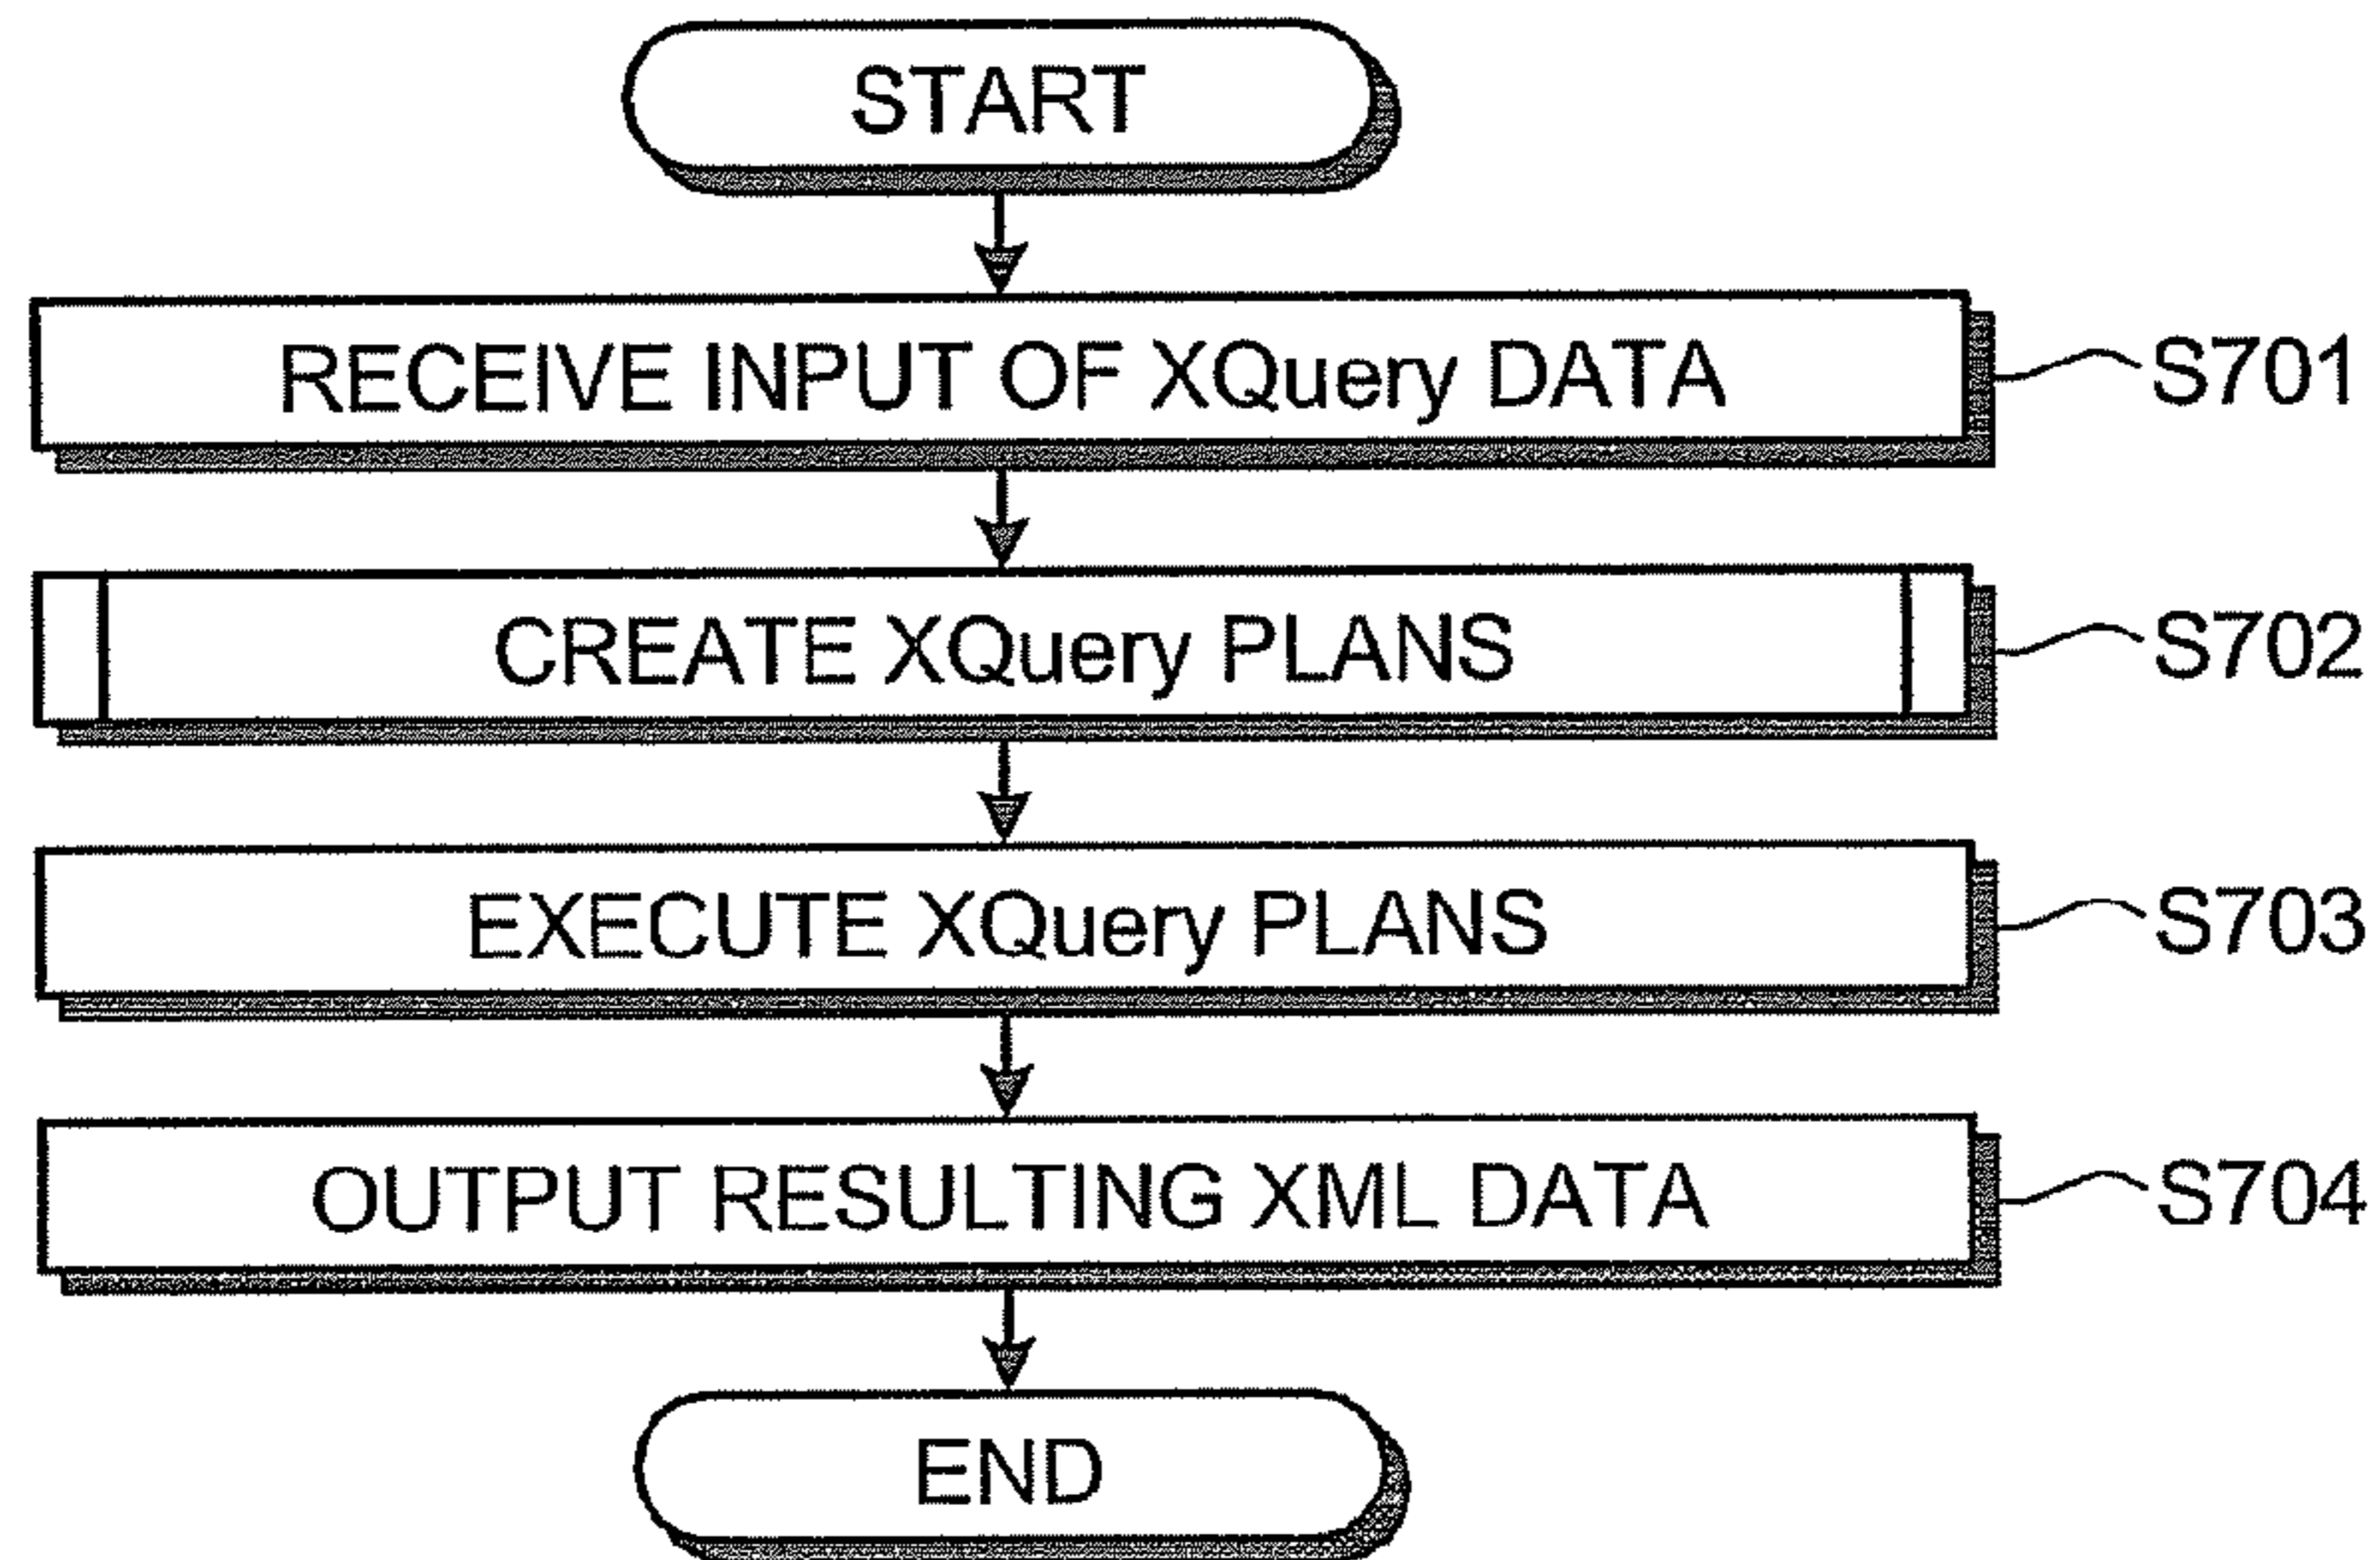 START
RECEIVE INPUT OF XQuery DATA
S701
CREATE XQuery PLANS
S702
EXECUTE XQuery PLANS
S703
OUTPUT RESULTING XML DATA
S704
END